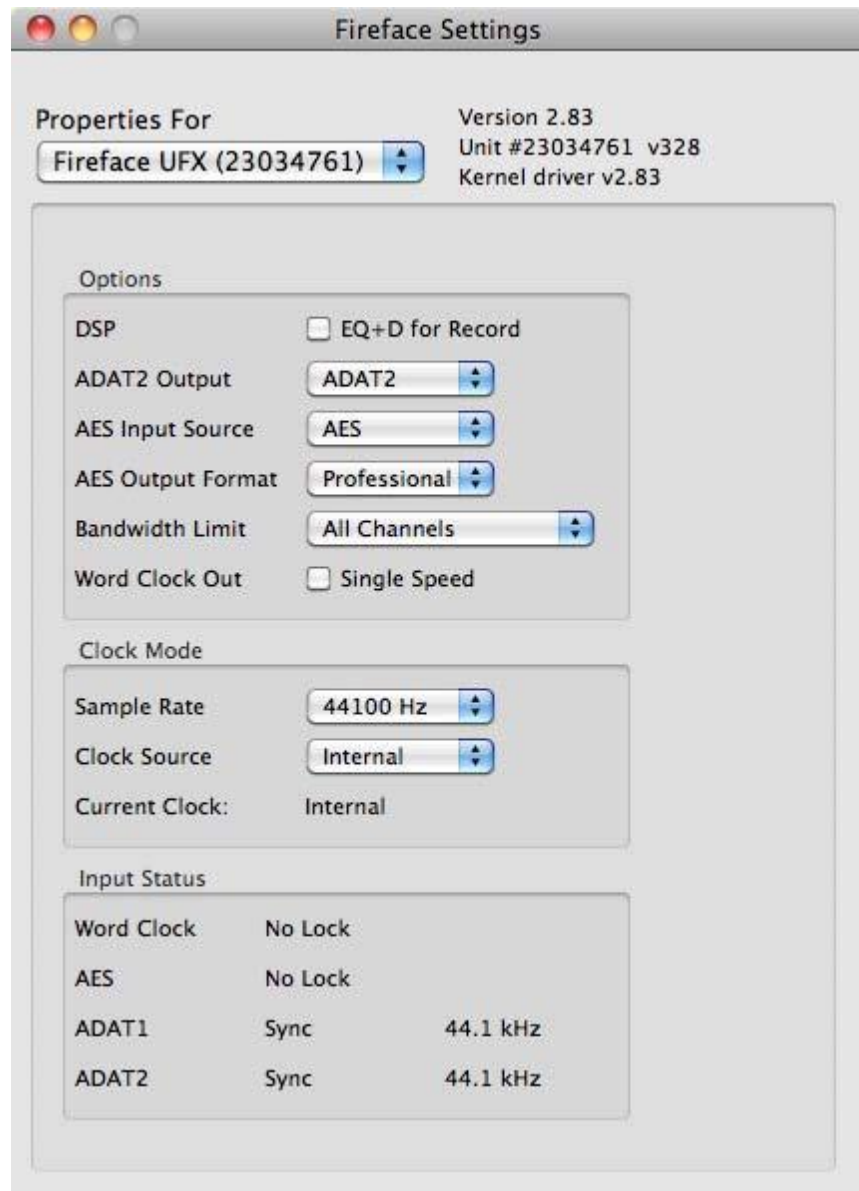 Fireface Settings
Properties For
Fireface UFX (23034761)
Version 2.83
Unit #23034761 v328
Kernel driver v2.83
Options
DSP EQ+D for Record
ADAT2 Output ADAT2
AES Input Source AES
AES Output Format Professional
Bandwidth Limit All Channels
Word Clock Out Single Speed
Clock Mode
Sample Rate 44100 Hz
Clock Source Internal
Current Clock: Internal
Input Status
Word Clock No Lock
AES No Lock
ADAT1 Sync 44.1 kHz
ADAT2 Sync 44.1 kHz